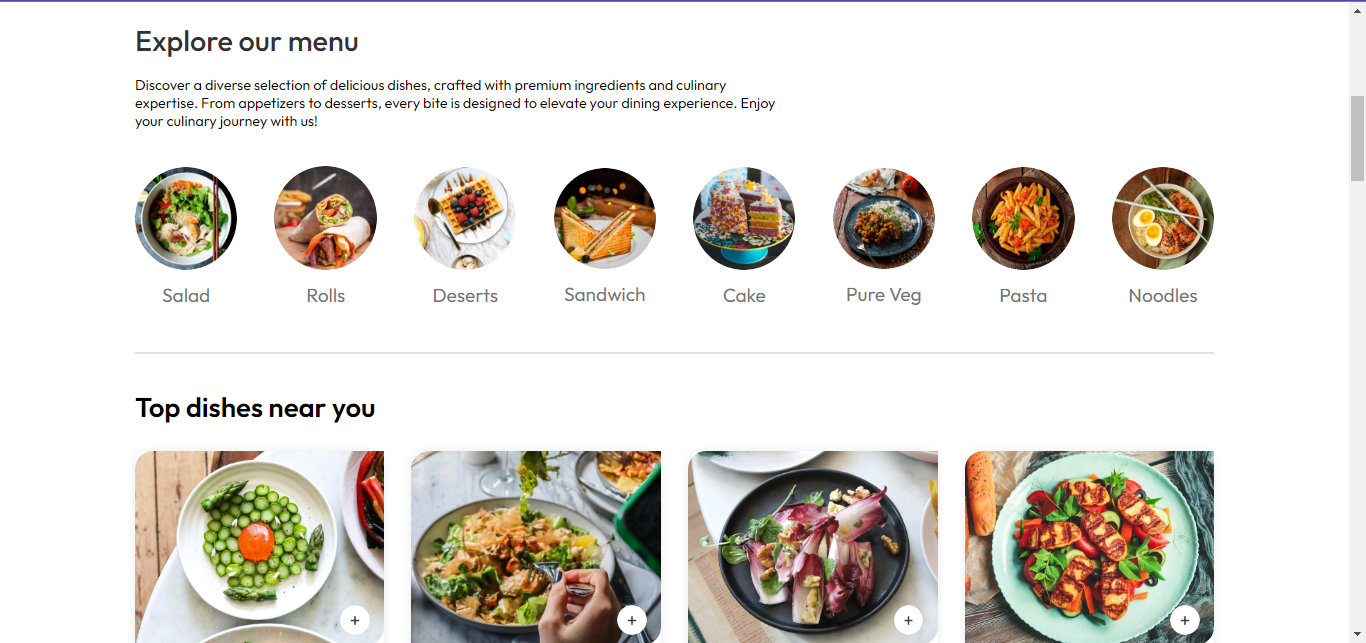 Explore our menu
Discover a diverse selection of delicious dishes, crafted with premium ingredients and culinary
expertise. From appetizers to desserts, every bite is designed to elevate your dining experience. Enjoy
your culinary journey with us!
Salad Rolls Deserts Sandwich Cake Pure Veg Pasta Noodles
Top dishes near you
+ + + +